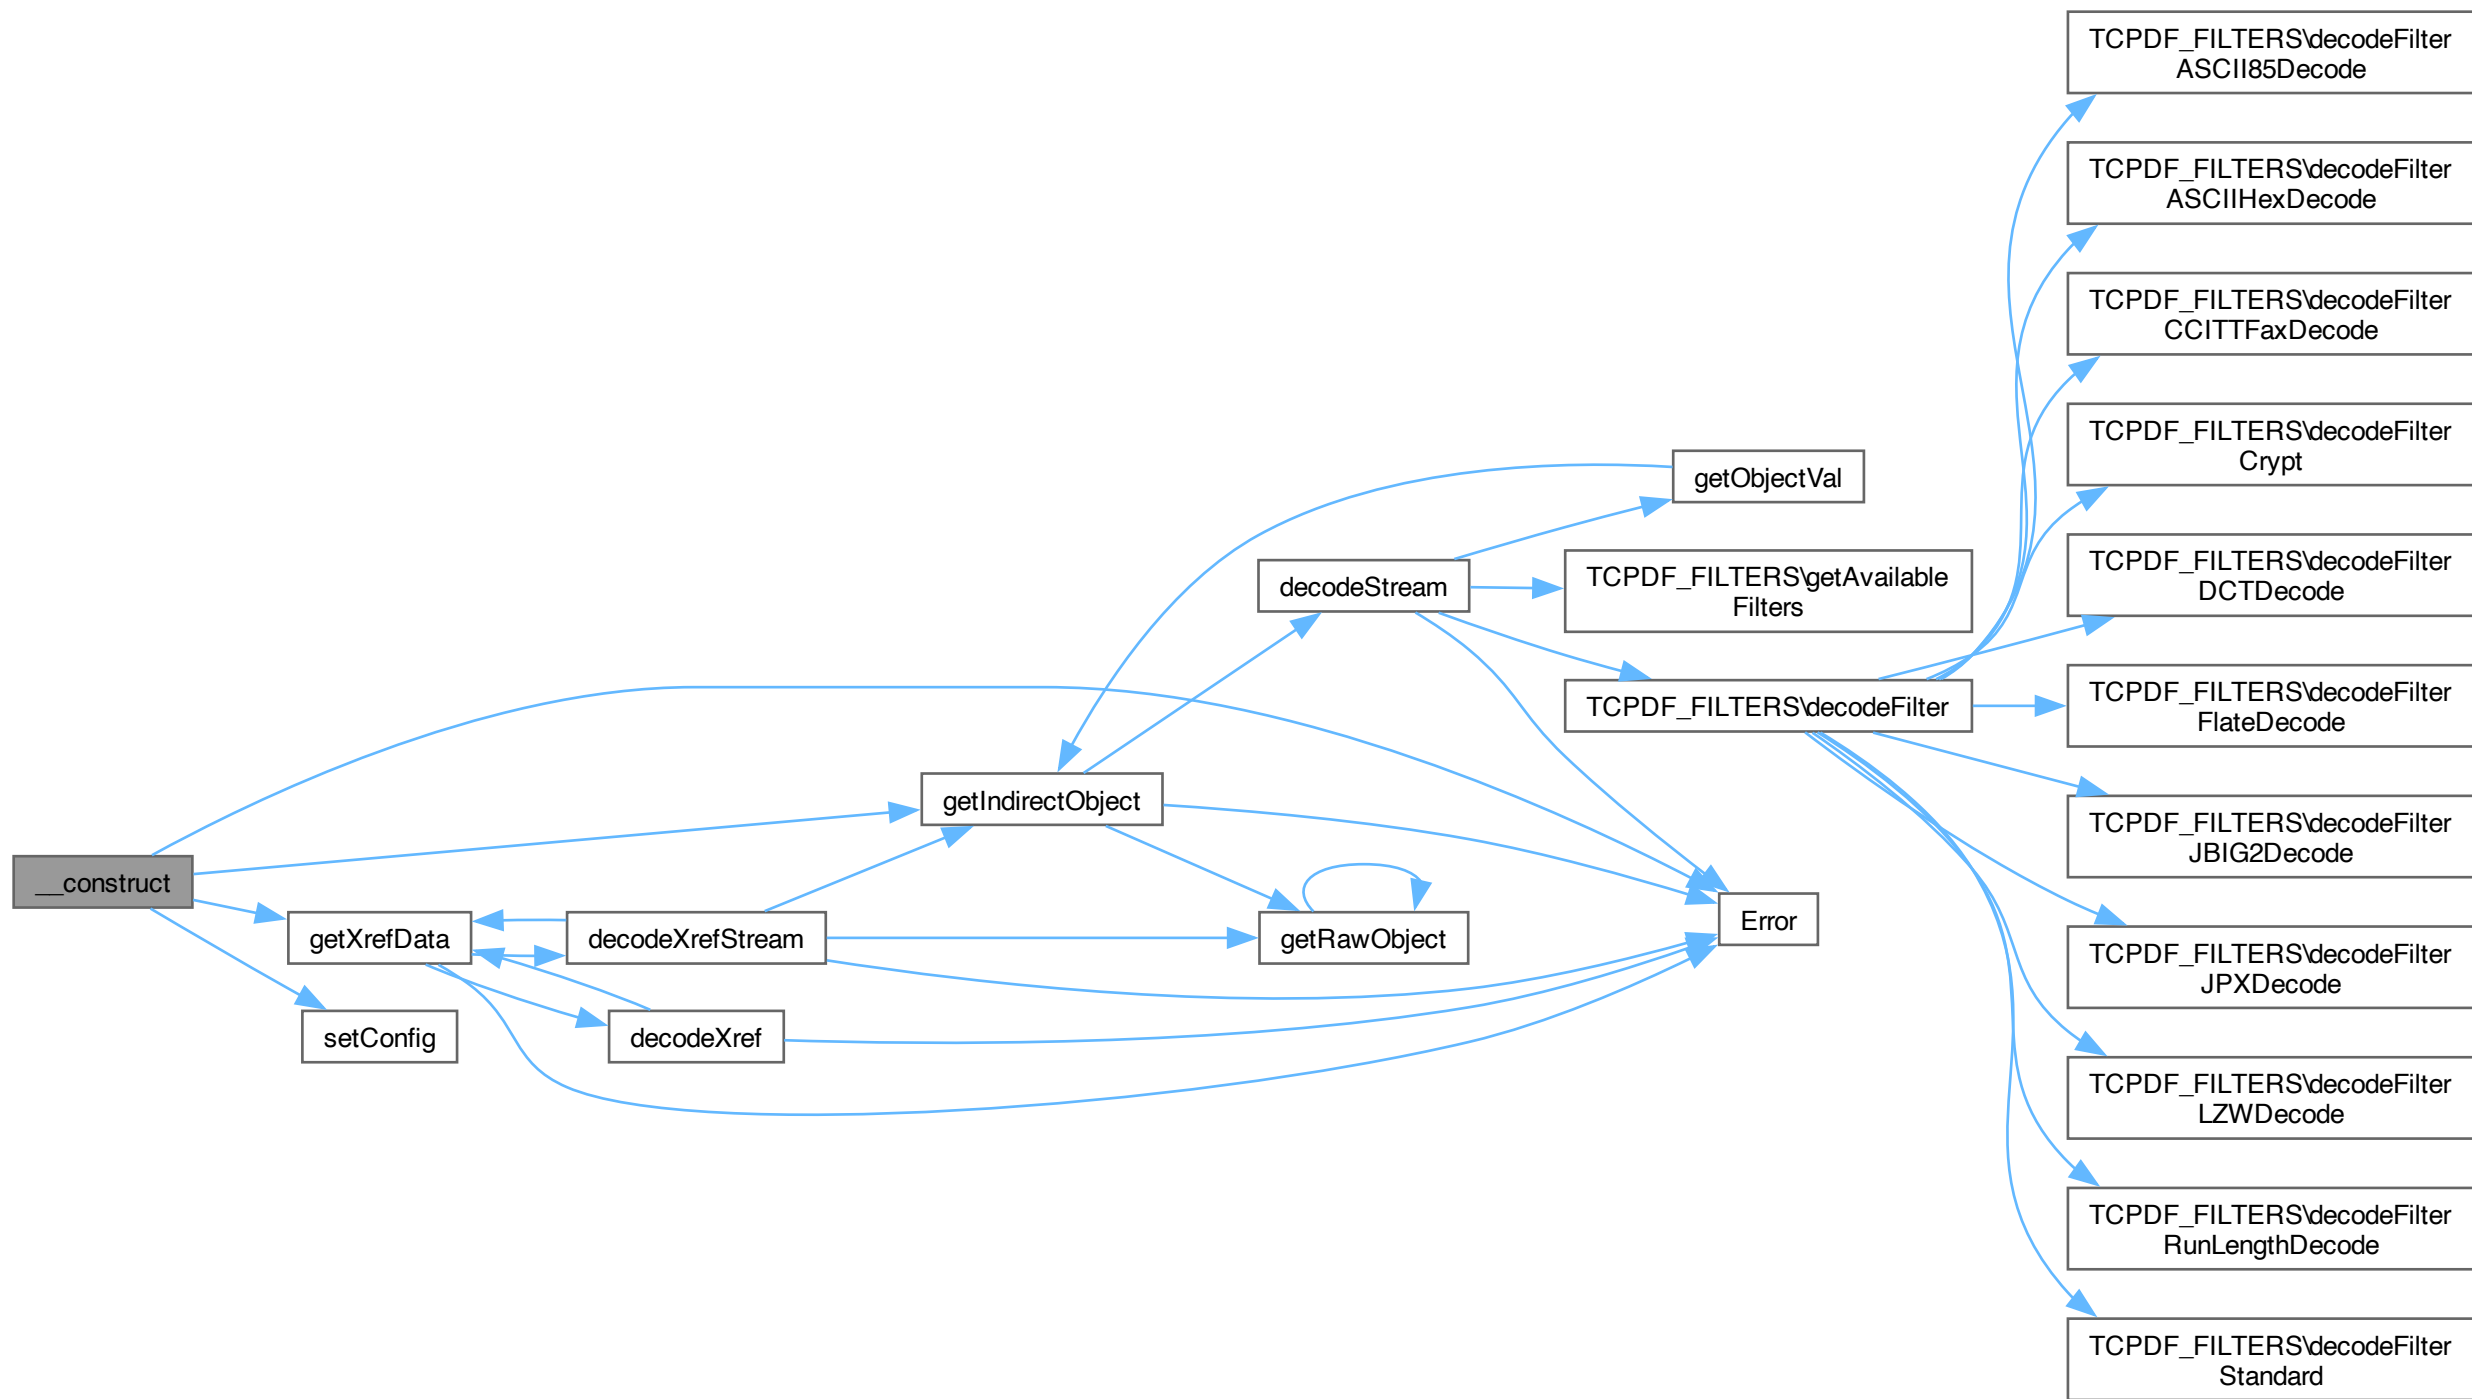 __construct
getXrefData
setConfig
decodeXrefStream
decodeXref
getIndirectObject
decodeStream
getRawObject
getObjectVal
TCPDF_FILTERS\getAvailable
Filters
TCPDF_FILTERS\decodeFilter
Error
TCPDF_FILTERS\decodeFilter
ASCII85Decode
TCPDF_FILTERS\decodeFilter
ASCIIHexDecode
TCPDF_FILTERS\decodeFilter
CCITTFaxDecode
TCPDF_FILTERS\decodeFilter
Crypt
TCPDF_FILTERS\decodeFilter
DCTDecode
TCPDF_FILTERS\decodeFilter
FlateDecode
TCPDF_FILTERS\decodeFilter
JBIG2Decode
TCPDF_FILTERS\decodeFilter
JPXDecode
TCPDF_FILTERS\decodeFilter
LZWDecode
TCPDF_FILTERS\decodeFilter
RunLengthDecode
TCPDF_FILTERS\decodeFilter
Standard